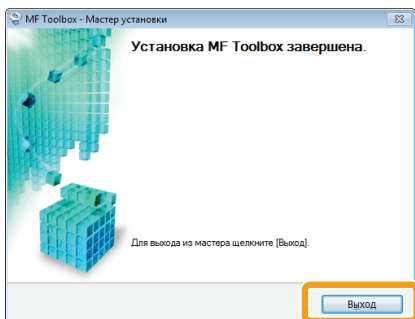 MF Toolbox - Мастер установки
Установка MF Toolbox завершена.
Для выхода из мастера щелкните [Выход].
Выход